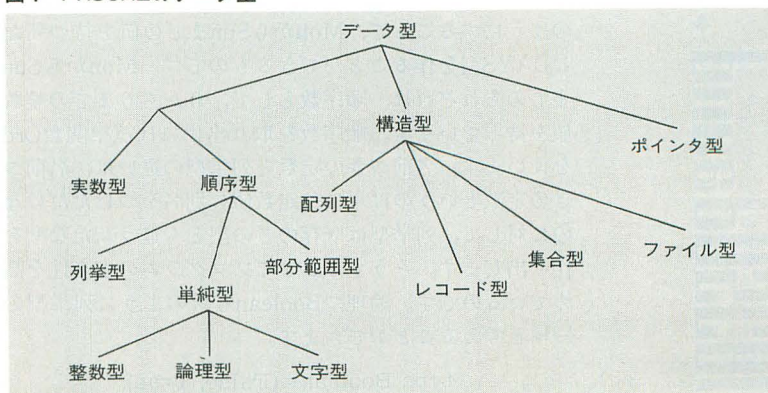 データ型
構造型
ポインタ型
実数型
順序型
配列型
列挙型
部分範囲型
単純型
レコード型
集合型
ファイル型
整数型
論理型
文字型